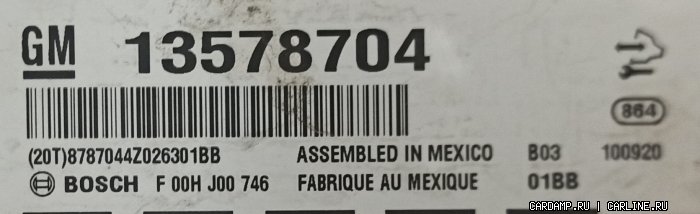 GM 13578704
864
(20T)8787044Z026301BB ASSEMBLED IN MEXICO B03 100920
BOSCH F 00H J00 746 FABRIQUE AU MEXIQUE 01BB
CARDAMP.RU | CARLINE.RU